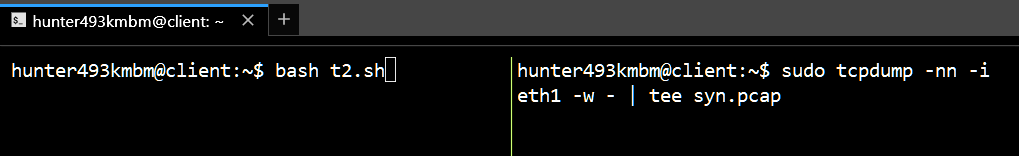 hunter493kmbm@client: ~
hunter493kmbm@client:~$ bash t2.sh
hunter493kmbm@client:~$ sudo tcpdump -nn -i
eth1 -w - | tee syn.pcap